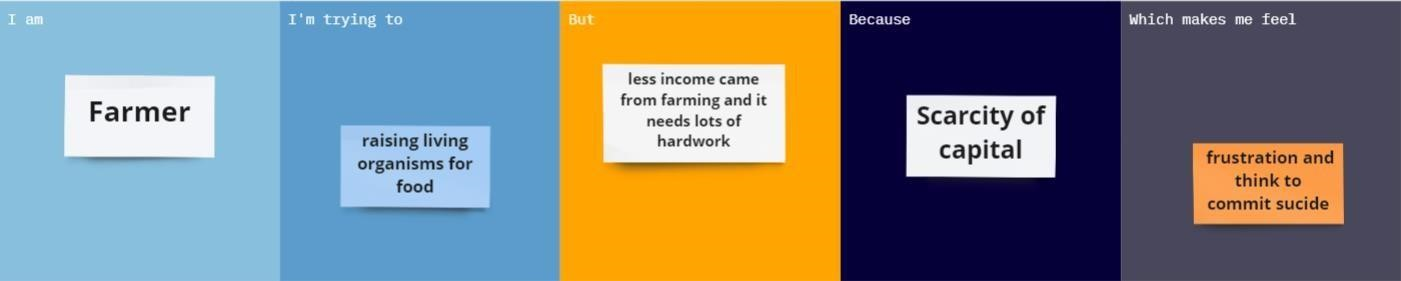 I am
Farmer
I'm trying to
raising living
organisms for
food
But
less income came
from farming and it
needs lots of
hardwork
Because
Scarcity of
capital
Which makes me feel
frustration and
think to
commit sucide